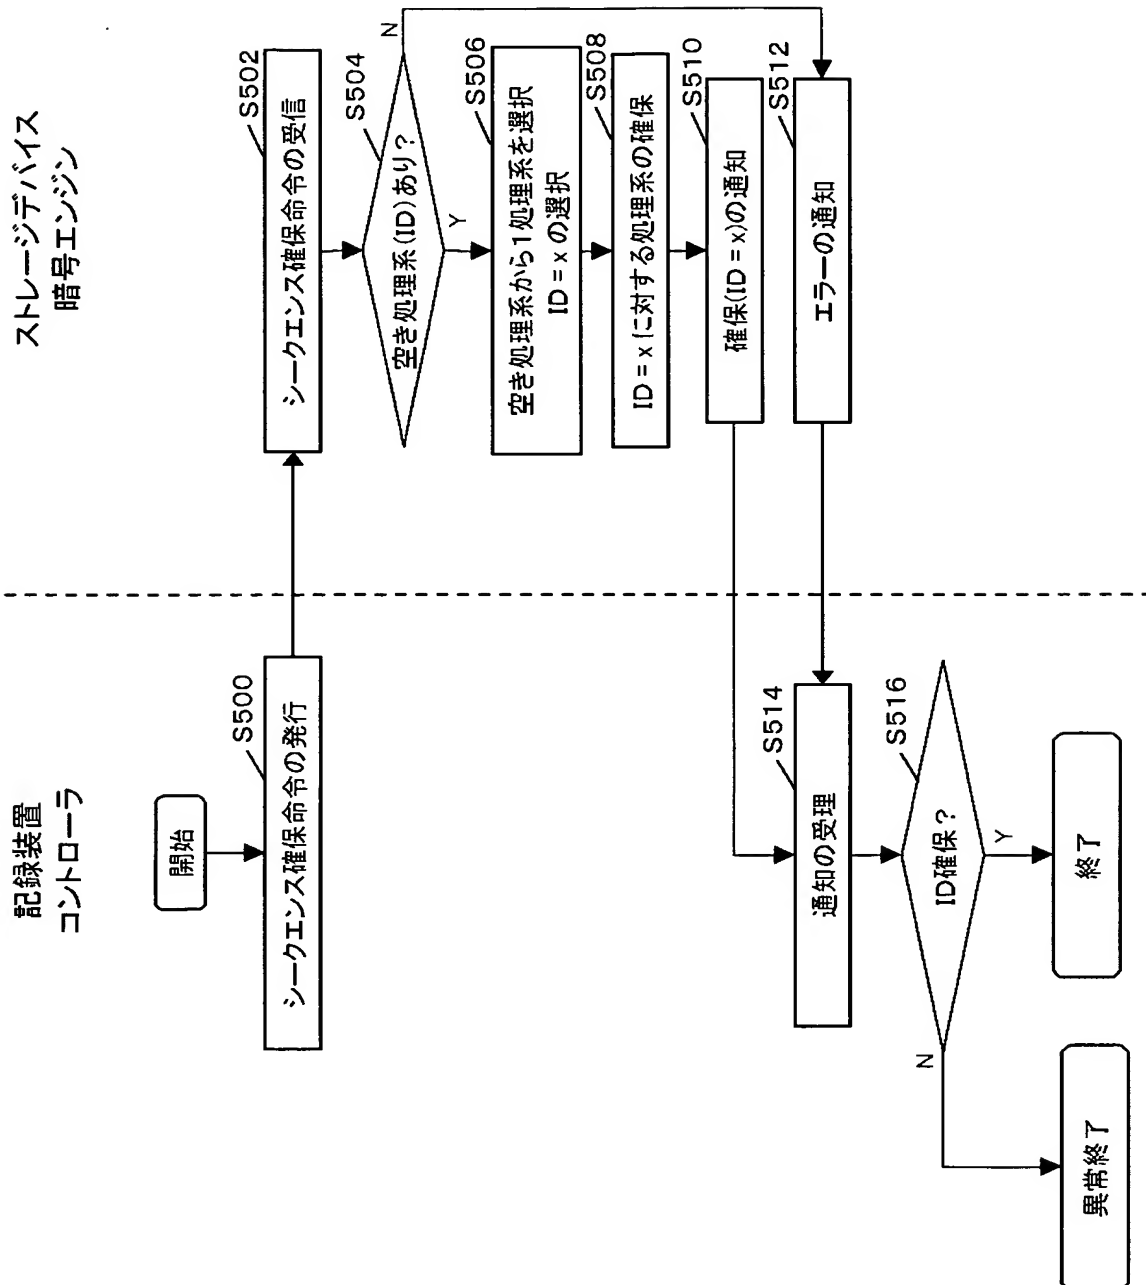 記録装置
コントローラ
ストレージデバイス
暗号エンジン
開始
S500
シークエンス確保命令の発行
S502
シークエンス確保命令の受信
S504
空き処理系(ID)あり?
N
Y
S506
空き処理系から1処理系を選択
ID=xの選択
S508
ID=xに対する処理系の確保
S510
確保(ID=x)の通知
S512
エラーの通知
S514
通知の受理
S516
ID確保?
N
Y
異常終了
終了